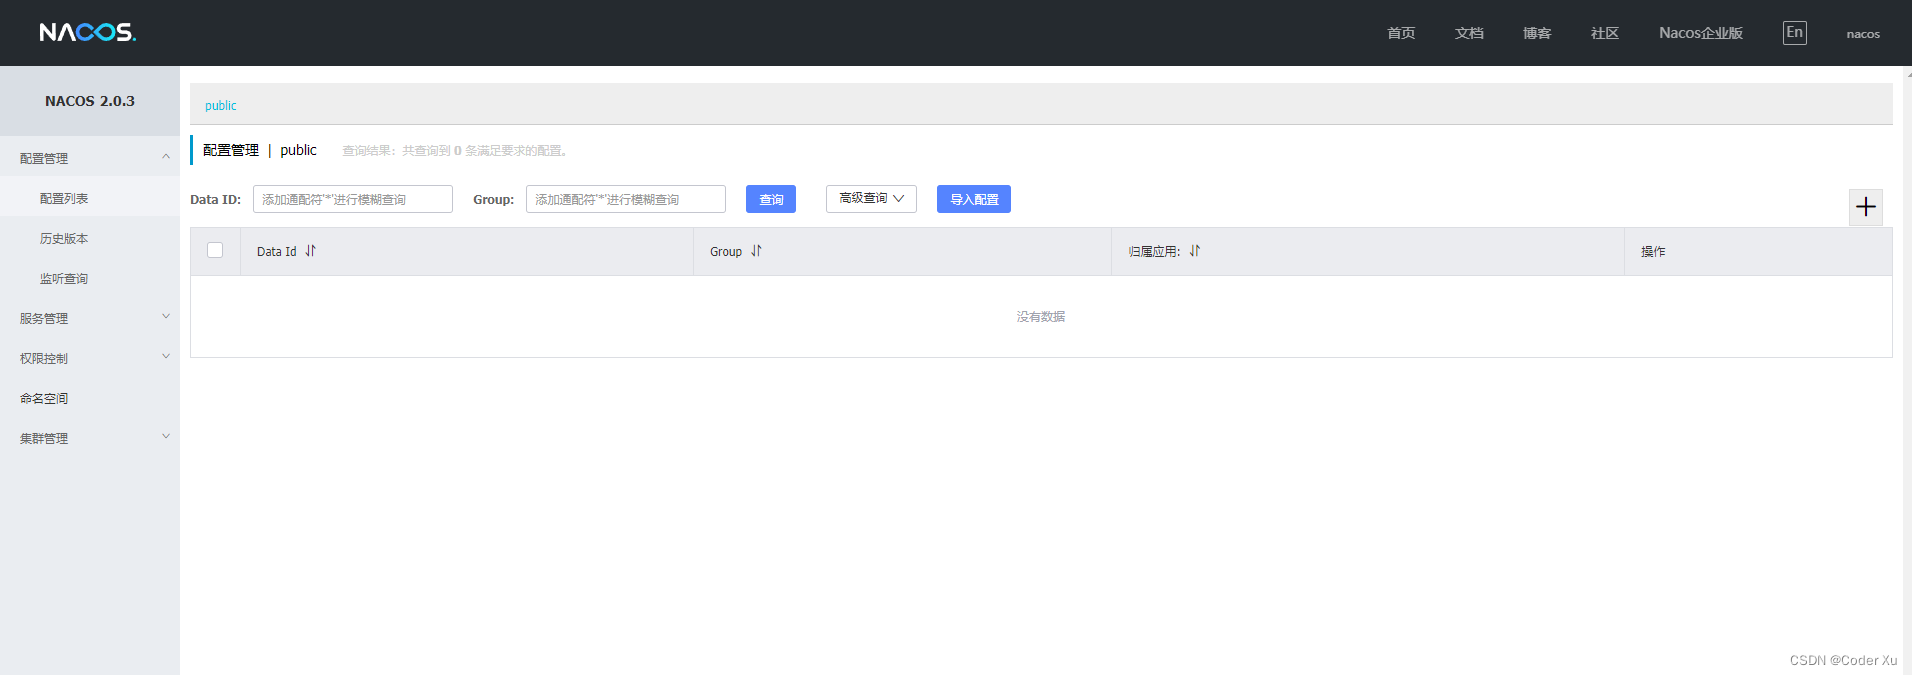 NACOS.
首页 文档 博客 社区 Nacos企业版 En nacos
NACOS 2.0.3
配置管理
配置列表
历史版本
监听查询
服务管理
权限控制
命名空间
集群管理
public
配置管理 | public 查询结果：共查询到 0 条满足要求的配置。
Data ID: 添加通配符'*'进行模糊查询 Group: 添加通配符'*'进行模糊查询 查询 高级查询 导入配置
Data Id Group 归属应用: 操作
没有数据
CSDN @Coder Xu